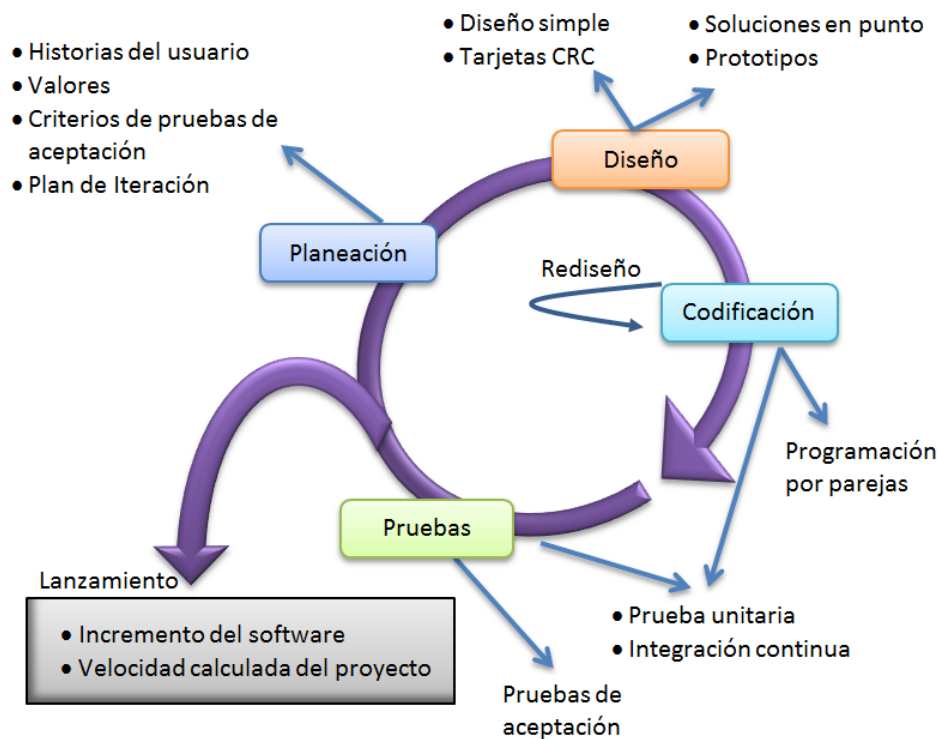 • Historias del usuario
• Valores
• Criterios de pruebas de
aceptación
• Plan de Iteración
• Diseño simple
• Tarjetas CRC
• Soluciones en punto
• Prototipos
Diseño
Planeación
Rediseño
Codificación
Programación
por parejas
Pruebas
Lanzamiento
• Incremento del software
• Velocidad calculada del proyecto
• Prueba unitaria
• Integración continua
Pruebas de
aceptación